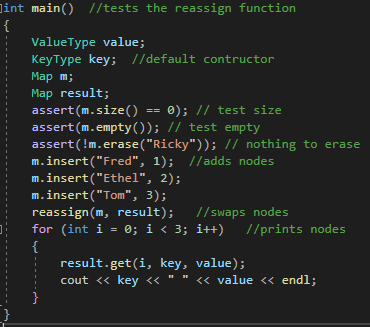 int main()  //tests the reassign function
{
    ValueType value;
    KeyType key;  //default contructor
    Map m;
    Map result;
    assert(m.size() == 0); // test size
    assert(m.empty()); // test empty
    assert(!m.erase("Ricky")); // nothing to erase
    m.insert("Fred", 1);  //adds nodes
    m.insert("Ethel", 2);
    m.insert("Tom", 3);
    reassign(m, result);   //swaps nodes
    for (int i = 0; i < 3; i++)   //prints nodes
    {
        result.get(i, key, value);
        cout << key << " " << value << endl;
    }
}